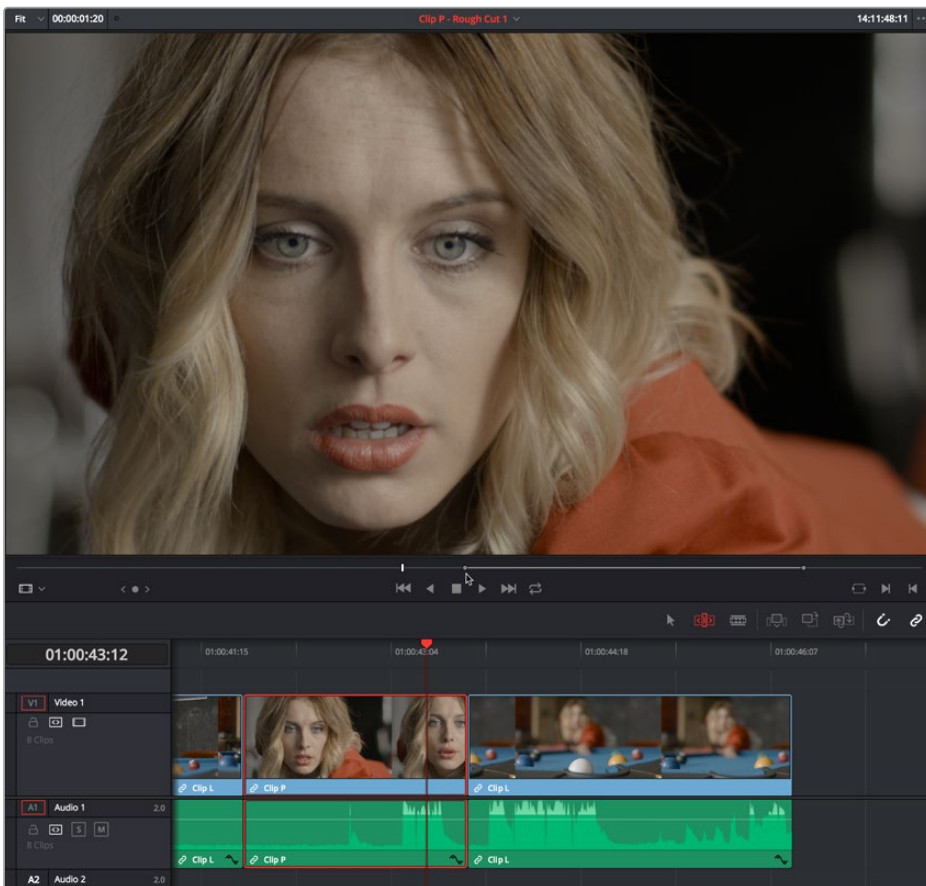 Fit 00:00:01:20 Clip P - Rough Cut 1 14:11:48:11
01:00:43:12 01:00:41:15 01:00:43:04 01:00:44:18 01:00:46:07
V1 Video 1
8 Clips
Clip L Clip P Clip L
A1 Audio 1 2.0
S M
8 Clips
Clip L Clip P Clip L
A2 Audio 2 2.0